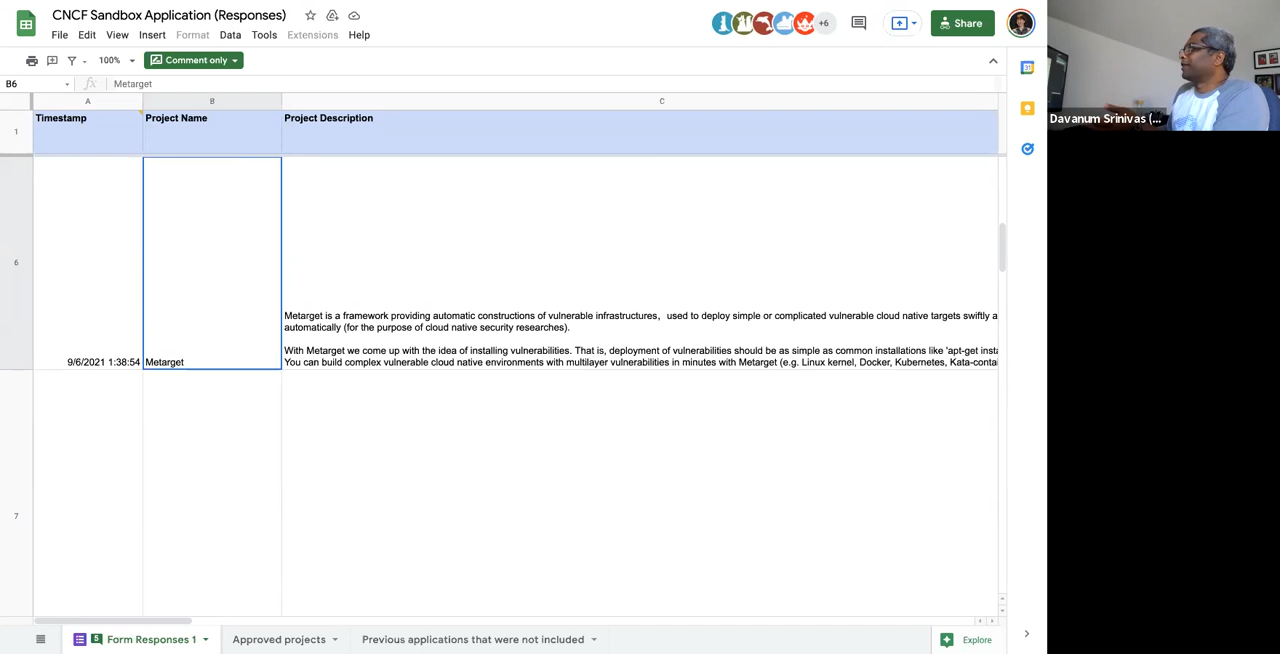 CNCF Sandbox Application (Responses)
+6
Share
File Edit View Insert Format Data Tools Extensions Help
100% Comment only
31
B6 fx Metarget
A B C
1 Timestamp Project Name Project Description
Davanum Srinivas (...
6
Metarget is a framework providing automatic constructions of vulnerable infrastructures, used to deploy simple or complicated vulnerable cloud native targets swiftly a
automatically (for the purpose of cloud native security researches).
With Metarget we come up with the idea of installing vulnerabilities. That is, deployment of vulnerabilities should be as simple as common installations like 'apt-get insta
9/6/2021 1:38:54 Metarget You can build complex vulnerable cloud native environments with multilayer vulnerabilities in minutes with Metarget (e.g. Linux kernel, Docker, Kubernetes, Kata-contai
7
5 Form Responses 1 Approved projects Previous applications that were not included Explore